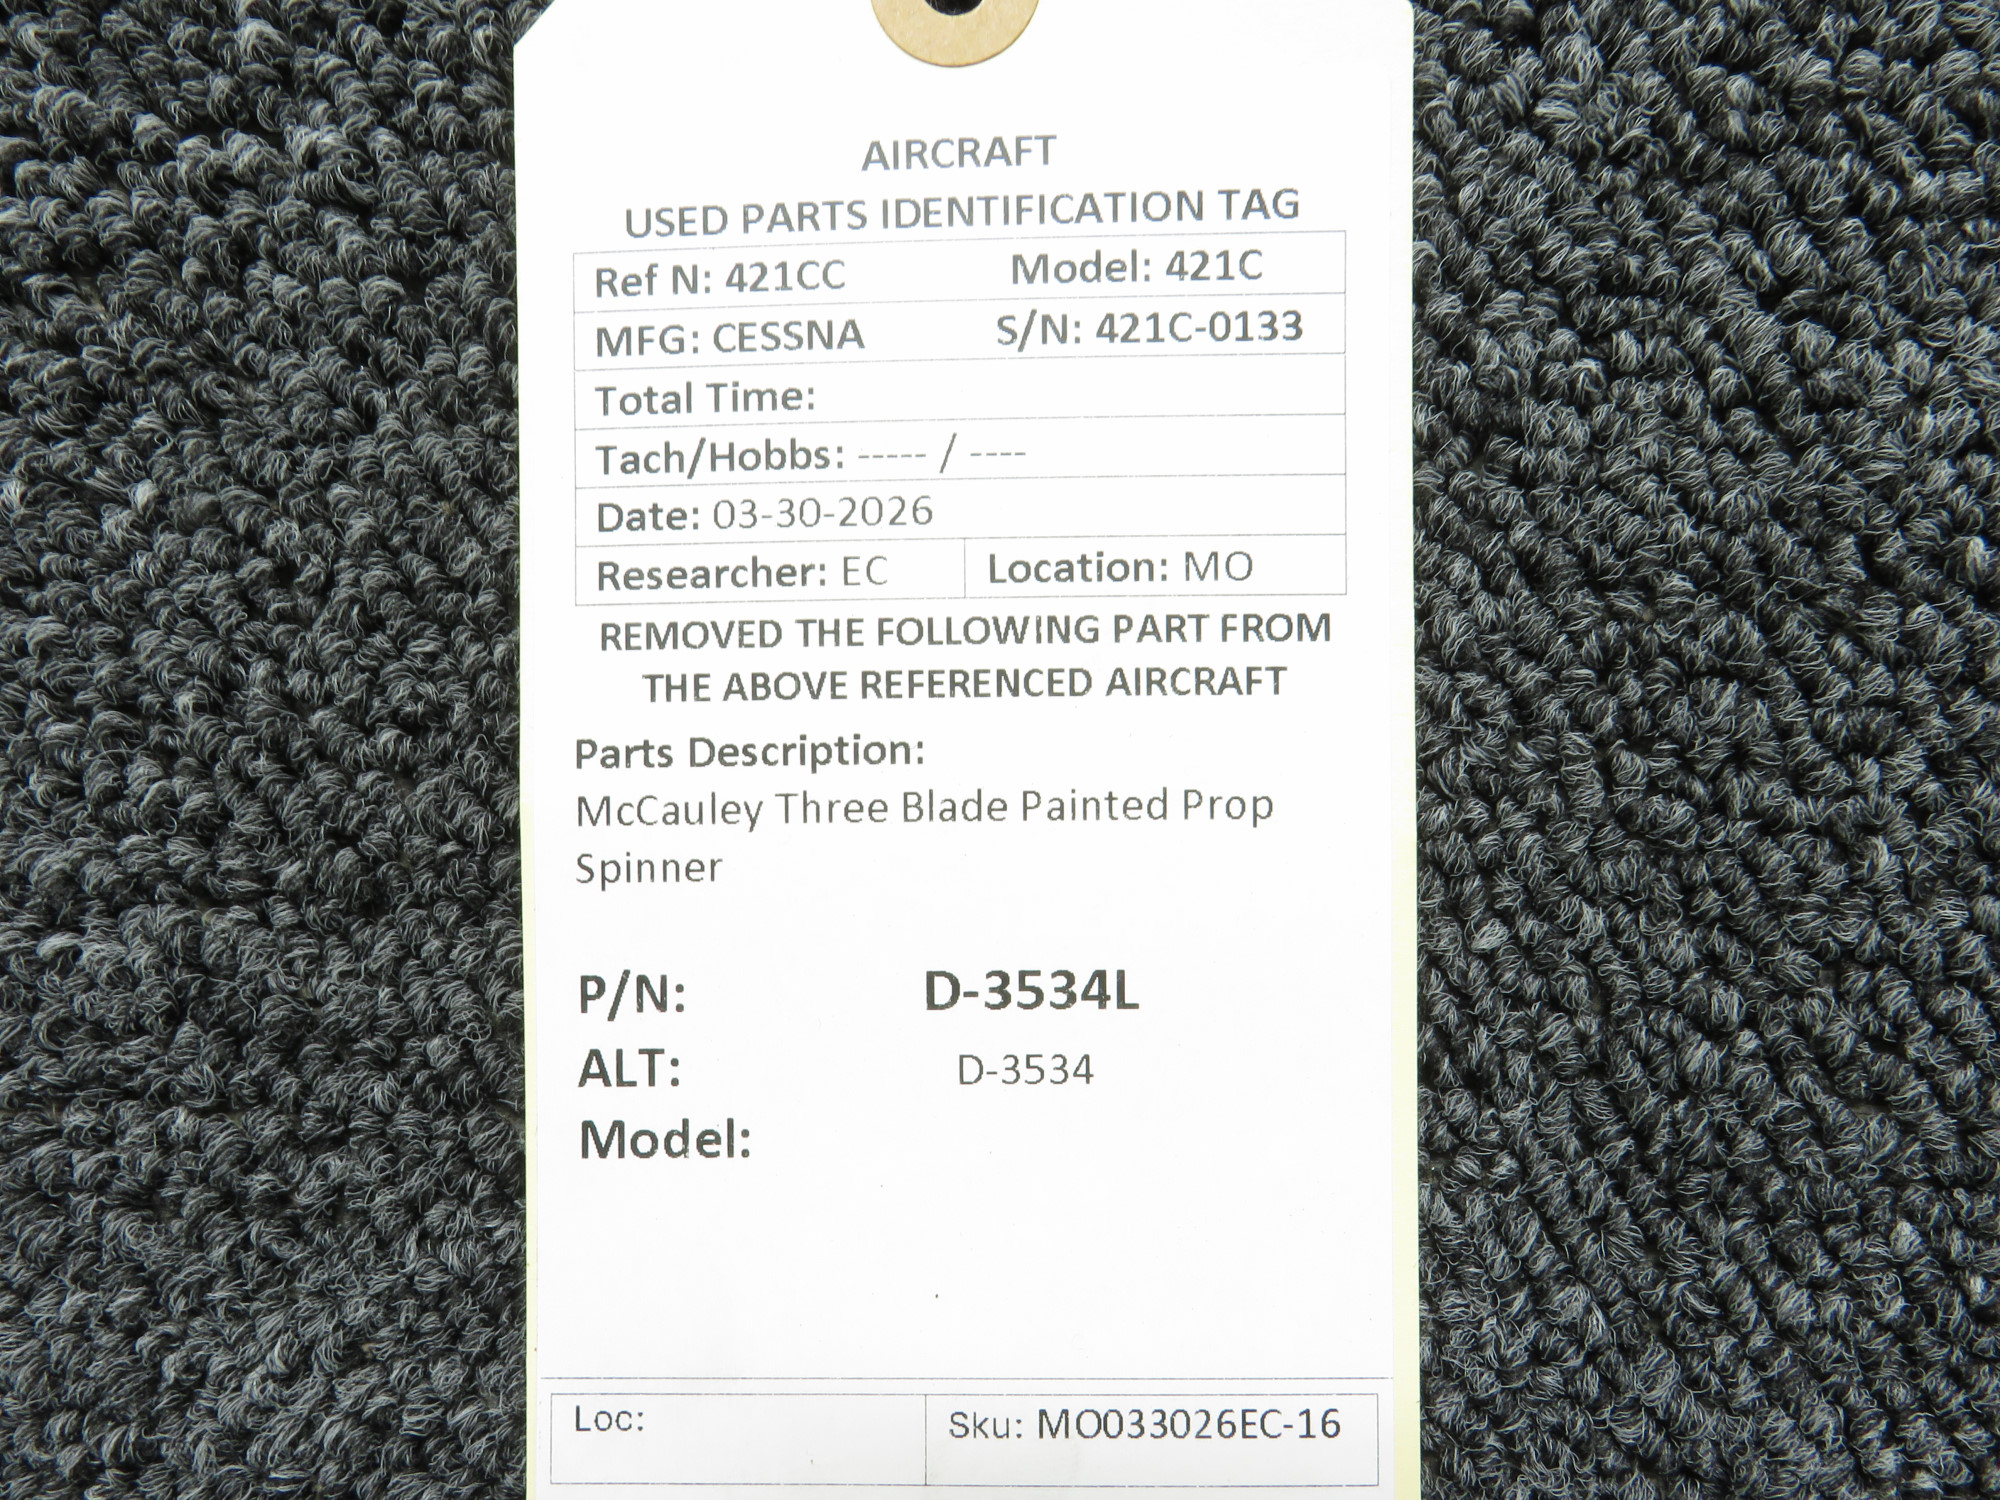 AIRCRAFT
USED PARTS IDENTIFICATION TAG
Ref N: 421CC Model: 421C
MFG: CESSNA S/N: 421C-0133
Total Time:
Tach/Hobbs: ----- / ----
Date: 03-30-2026
Researcher: EC Location: MO
REMOVED THE FOLLOWING PART FROM
THE ABOVE REFERENCED AIRCRAFT
Parts Description:
McCauley Three Blade Painted Prop
Spinner
P/N: D-3534L
ALT: D-3534
Model:
Loc: Sku: MO033026EC-16